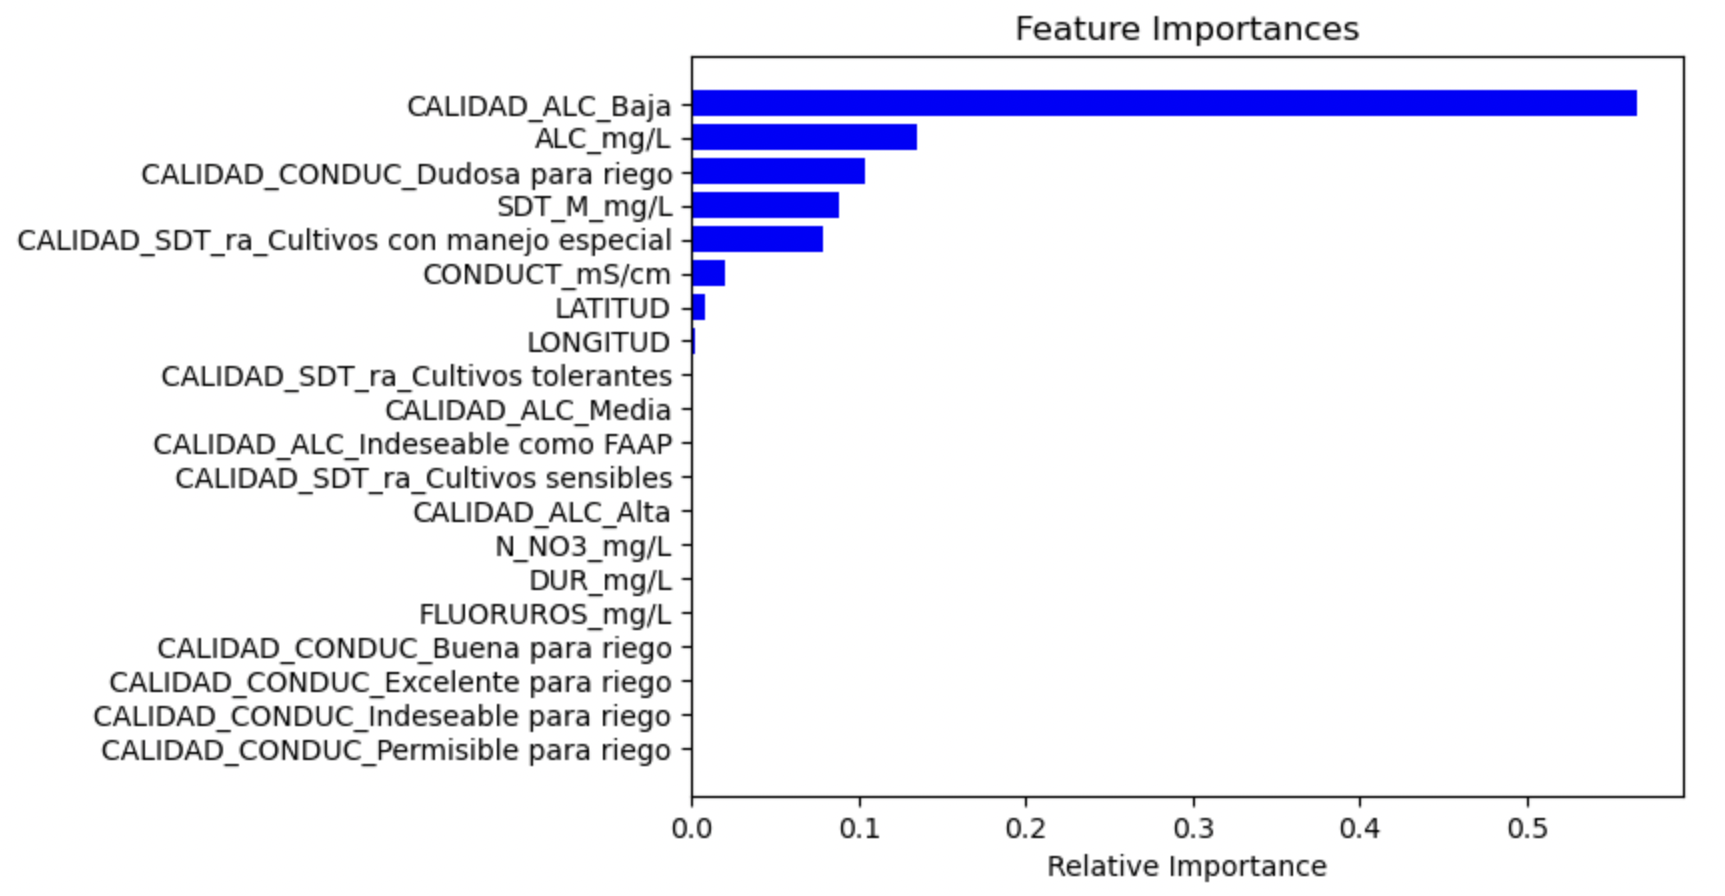 Feature Importances
CALIDAD_ALC_Baja
ALC_mg/L
CALIDAD_CONDUC_Dudosa para riego
SDT_M_mg/L
CALIDAD_SDT_ra_Cultivos con manejo especial
CONDUCT_mS/cm
LATITUD
LONGITUD
CALIDAD_SDT_ra_Cultivos tolerantes
CALIDAD_ALC_Media
CALIDAD_ALC_Indeseable como FAAP
CALIDAD_SDT_ra_Cultivos sensibles
CALIDAD_ALC_Alta
N_NO3_mg/L
DUR_mg/L
FLUORUROS_mg/L
CALIDAD_CONDUC_Buena para riego
CALIDAD_CONDUC_Excelente para riego
CALIDAD_CONDUC_Indeseable para riego
CALIDAD_CONDUC_Permisible para riego
0.0 0.1 0.2 0.3 0.4 0.5
Relative Importance